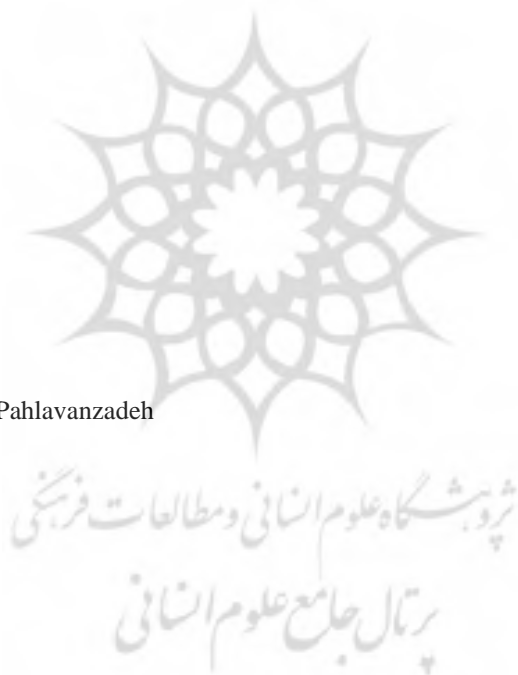 Pahlavanzadeh
پژوهشگاه علوم انسانی و مطالعات فرهنگی
پرتال جامع علوم انسانی